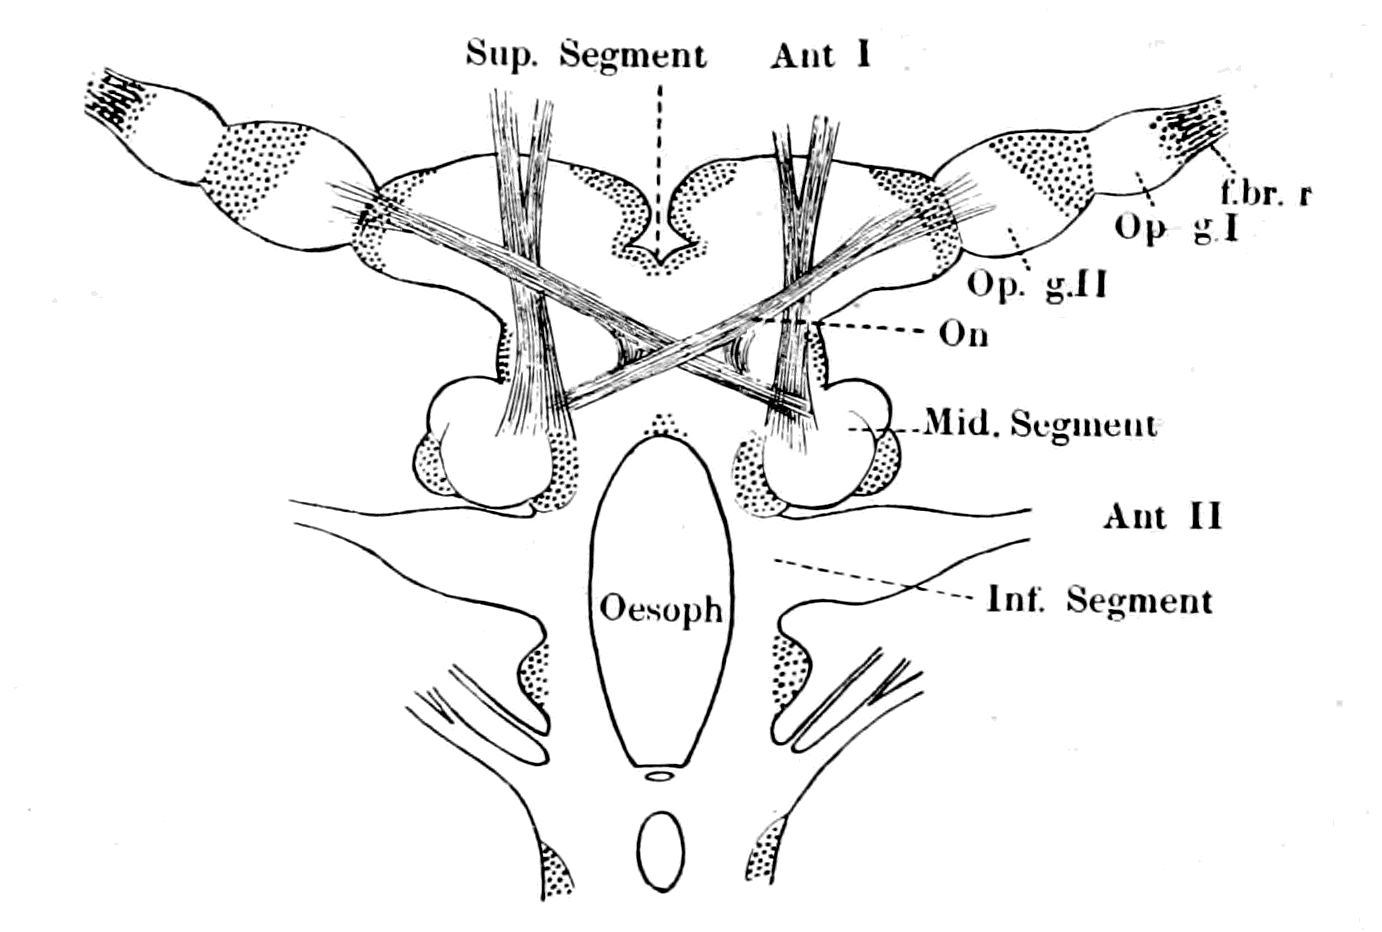 Sup. Segment
Ant I
f.br. r
Op g.I
Op. g.II
On
Mid. Segment
Ant II
Inf. Segment
Oesoph